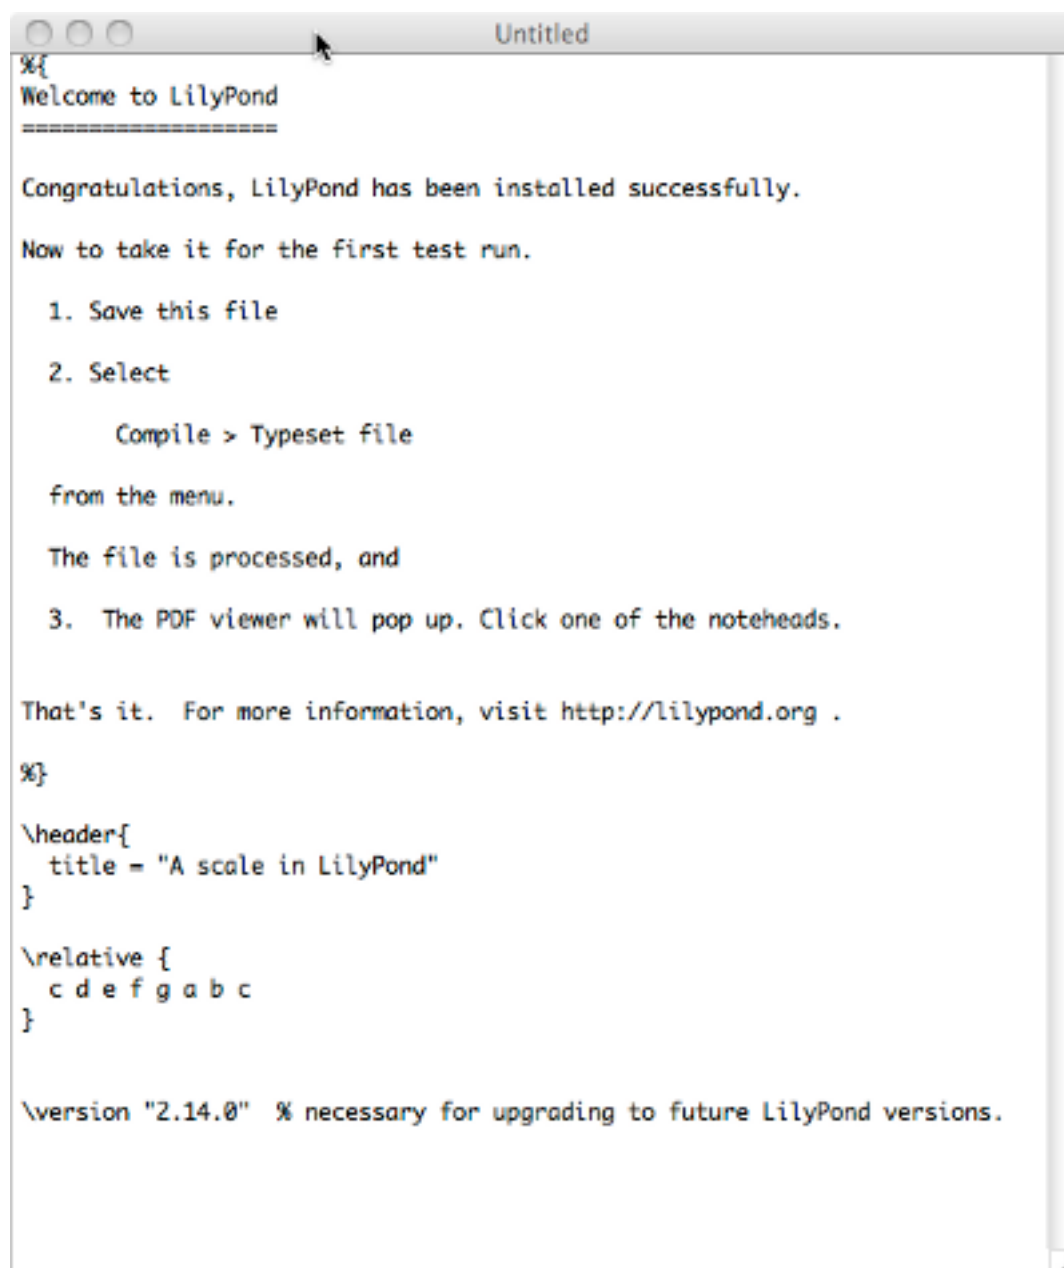 Untitled
%{
Welcome to LilyPond
===================
Congratulations, LilyPond has been installed successfully.
Now to take it for the first test run.
1. Save this file
2. Select
Compile > Typeset file
from the menu.
The file is processed, and
3.  The PDF viewer will pop up. Click one of the noteheads.
That's it.  For more information, visit http://lilypond.org .
%}
\header{
title = "A scale in LilyPond"
}
\relative {
c d e f g a b c
}
\version "2.14.0"  % necessary for upgrading to future LilyPond versions.